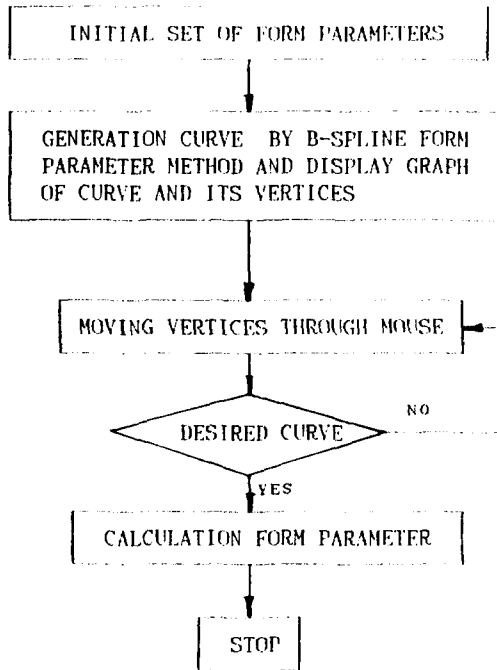 INITIAL SET OF FORM PARAMETERS
GENERATION CURVE BY B-SPLINE FORM
PARAMETER METHOD AND DISPLAY GRAPH
OF CURVE AND ITS VERTICES
MOVING VERTICES THROUGH MOUSE
DESIRED CURVE
NO
YES
CALCULATION FORM PARAMETER
STOP